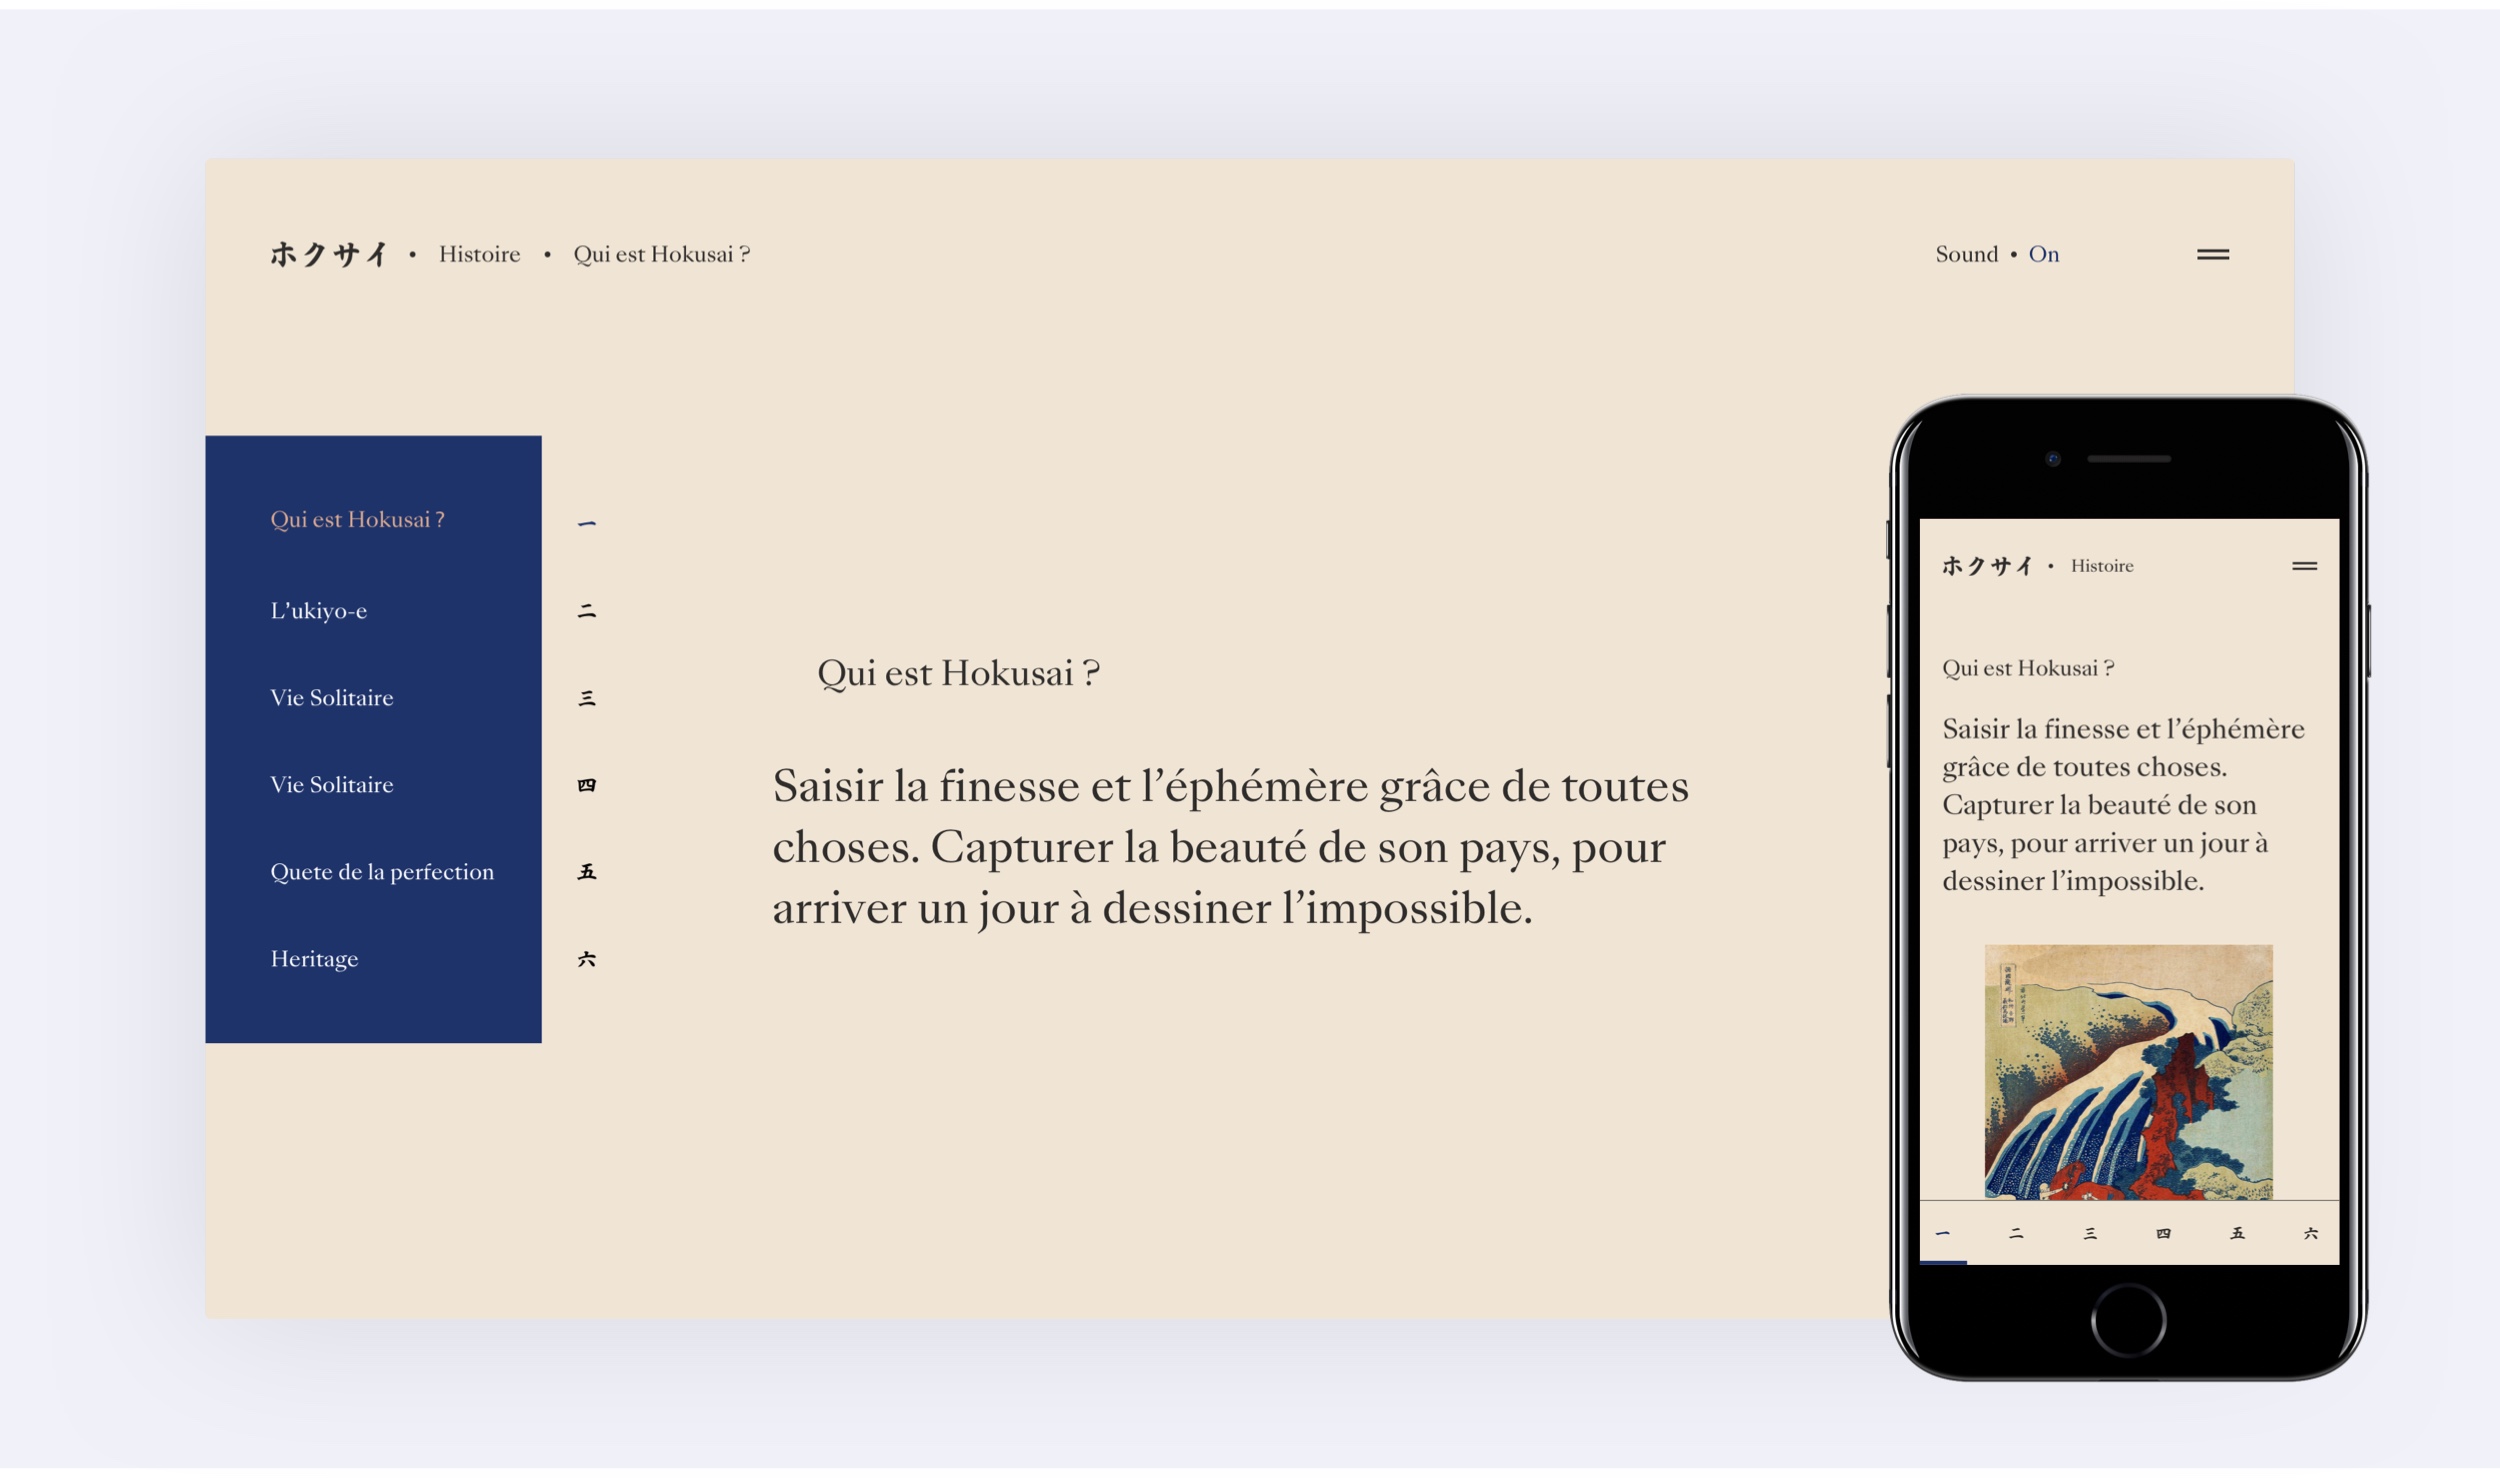 ホクサイ • Histoire • Qui est Hokusai ?
Sound • On
Qui est Hokusai ? 一
L’ukiyo-e 二
Vie Solitaire 三
Vie Solitaire 四
Quete de la perfection 五
Heritage 六
Qui est Hokusai ?
Saisir la finesse et l’éphémère grâce de toutes
choses. Capturer la beauté de son pays, pour
arriver un jour à dessiner l’impossible.
ホクサイ • Histoire
Qui est Hokusai ?
Saisir la finesse et l’éphémère
grâce de toutes choses.
Capturer la beauté de son
pays, pour arriver un jour à
dessiner l’impossible.
一 二 三 四 五 六